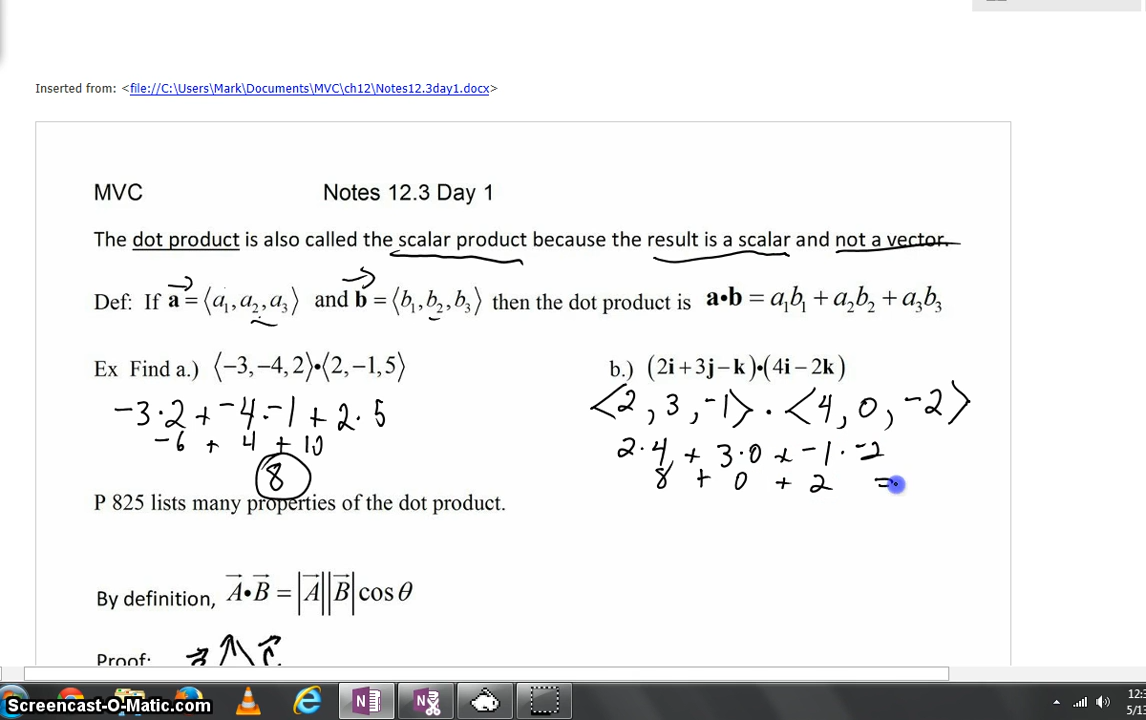 Inserted from: <file://C:\Users\Mark\Documents\MVC\ch12\Notes12.3day1.docx>
MVC Notes 12.3 Day 1
The dot product is also called the scalar product because the result is a scalar and not a vector.
Def: If a = ⟨a₁, a₂, a₃⟩ and b = ⟨b₁, b₂, b₃⟩ then the dot product is a•b = a₁b₁ + a₂b₂ + a₃b₃
Ex Find a.) ⟨−3, −4, 2⟩•⟨2, −1, 5⟩ b.) (2i + 3j − k)•(4i − 2k)
−3·2 + −4·−1 + 2·5 <2, 3, −1> · <4, 0, −2>
−6 + 4 + 10 2·4 + 3·0 + −1·−2
8 8 + 0 + 2 =
P 825 lists many properties of the dot product.
By definition, A•B = |A||B| cos θ
Proof:
Screencast-O-Matic.com
12:
5/13